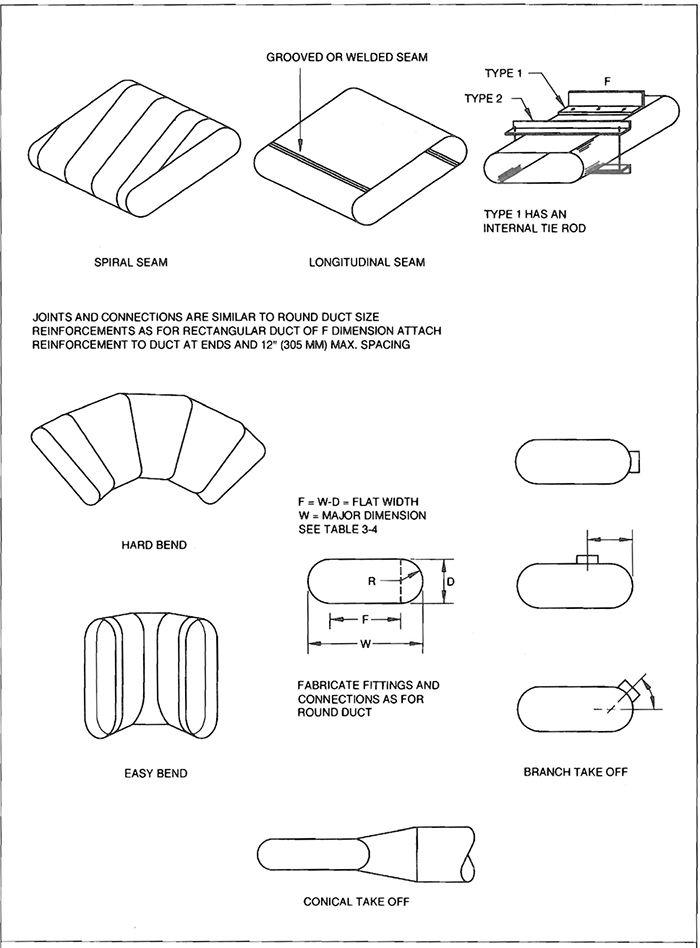 GROOVED OR WELDED SEAM
TYPE 1
F
TYPE 2
TYPE 1 HAS AN
INTERNAL TIE ROD
SPIRAL SEAM
LONGITUDINAL SEAM
JOINTS AND CONNECTIONS ARE SIMILAR TO ROUND DUCT SIZE
REINFORCEMENTS AS FOR RECTANGULAR DUCT OF F DIMENSION ATTACH
REINFORCEMENT TO DUCT AT ENDS AND 12" (305 MM) MAX. SPACING
HARD BEND
F = W-D = FLAT WIDTH
W = MAJOR DIMENSION
SEE TABLE 3-4
R
D
F
W
FABRICATE FITTINGS AND
CONNECTIONS AS FOR
ROUND DUCT
EASY BEND
BRANCH TAKE OFF
CONICAL TAKE OFF